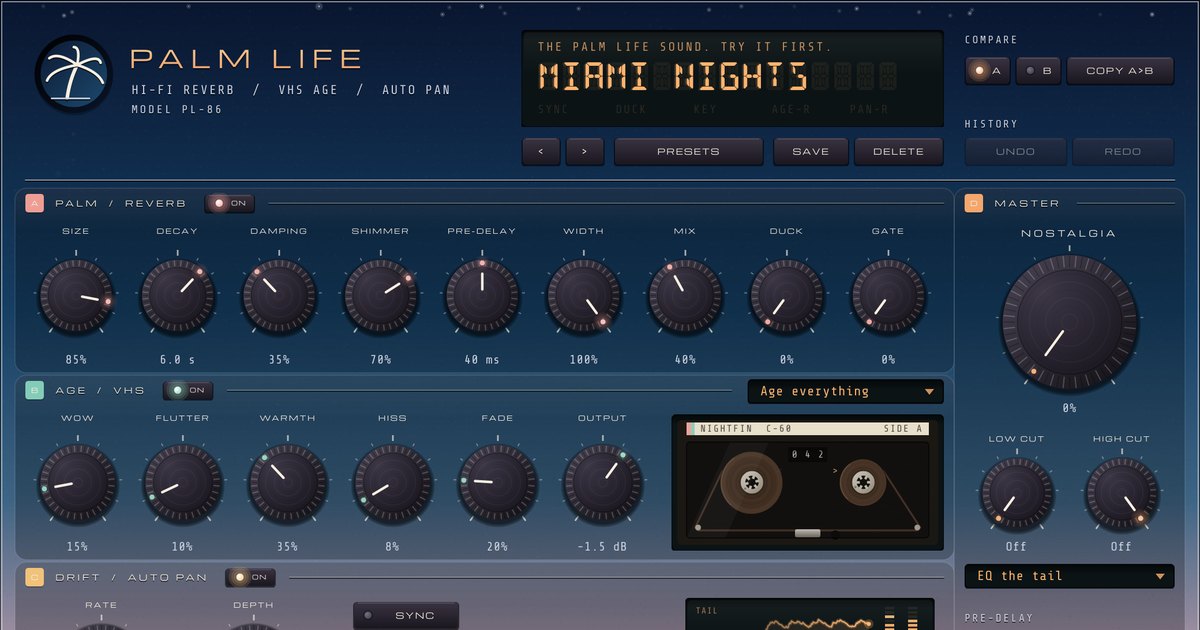 PALM LIFE
HI-FI REVERB / VHS AGE / AUTO PAN
MODEL PL-86
THE PALM LIFE SOUND. TRY IT FIRST.
MIAMI NIGHTS
SYNC DUCK KEY AGE-R PAN-R
< > PRESETS SAVE DELETE
COMPARE
A B COPY A>B
HISTORY
UNDO REDO
A PALM / REVERB ON
SIZE DECAY DAMPING SHIMMER PRE-DELAY WIDTH MIX DUCK GATE
85% 6.0 s 35% 70% 40 ms 100% 40% 0% 0%
B AGE / VHS ON
Age everything
WOW FLUTTER WARMTH HISS FADE OUTPUT
15% 10% 35% 8% 20% -1.5 dB
NIGHTFIN C-60 SIDE A
0 4 2
>
C DRIFT / AUTO PAN ON
RATE DEPTH
SYNC
TAIL
D MASTER
NOSTALGIA
0%
LOW CUT HIGH CUT
Off Off
EQ the tail
PRE-DELAY